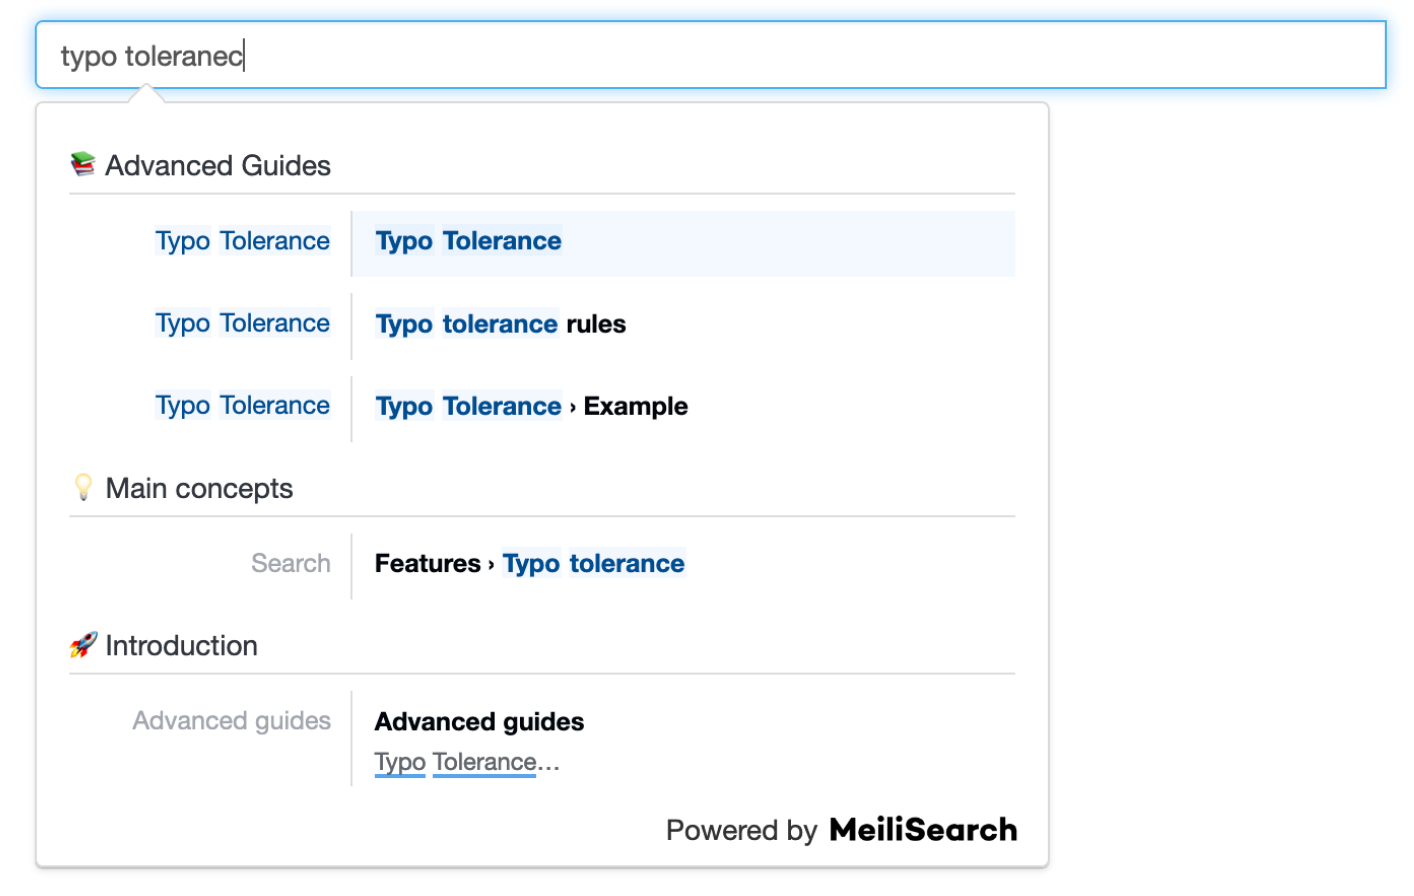 typo toleranec
📚 Advanced Guides
Typo Tolerance Typo Tolerance
Typo Tolerance Typo tolerance rules
Typo Tolerance Typo Tolerance › Example
💡 Main concepts
Search Features › Typo tolerance
🚀 Introduction
Advanced guides Advanced guides
Typo Tolerance…
Powered by MeiliSearch